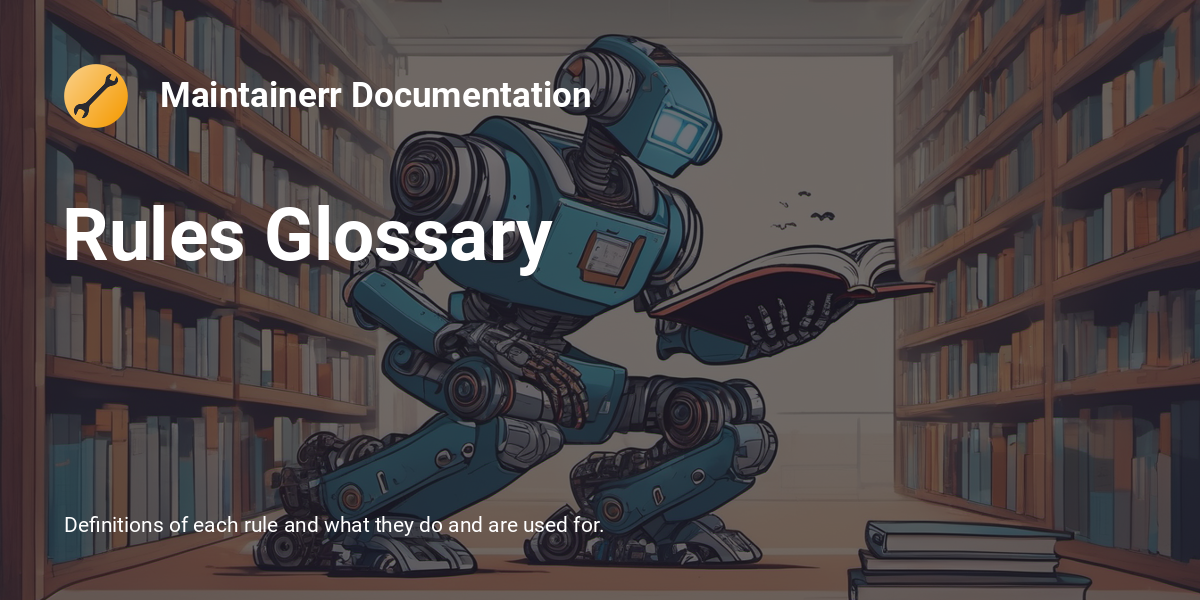 Maintainerr Documentation
Rules Glossary
Definitions of each rule and what they do and are used for.